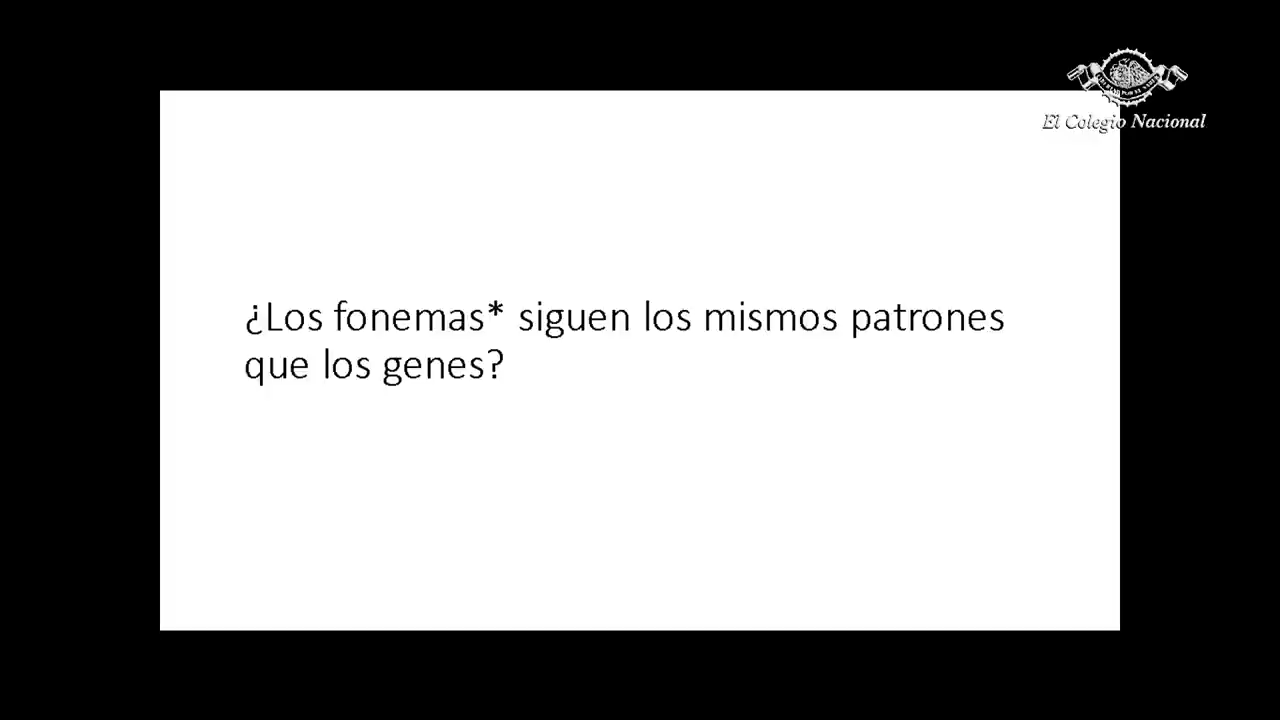 El Colegio Nacional
¿Los fonemas* siguen los mismos patrones
que los genes?